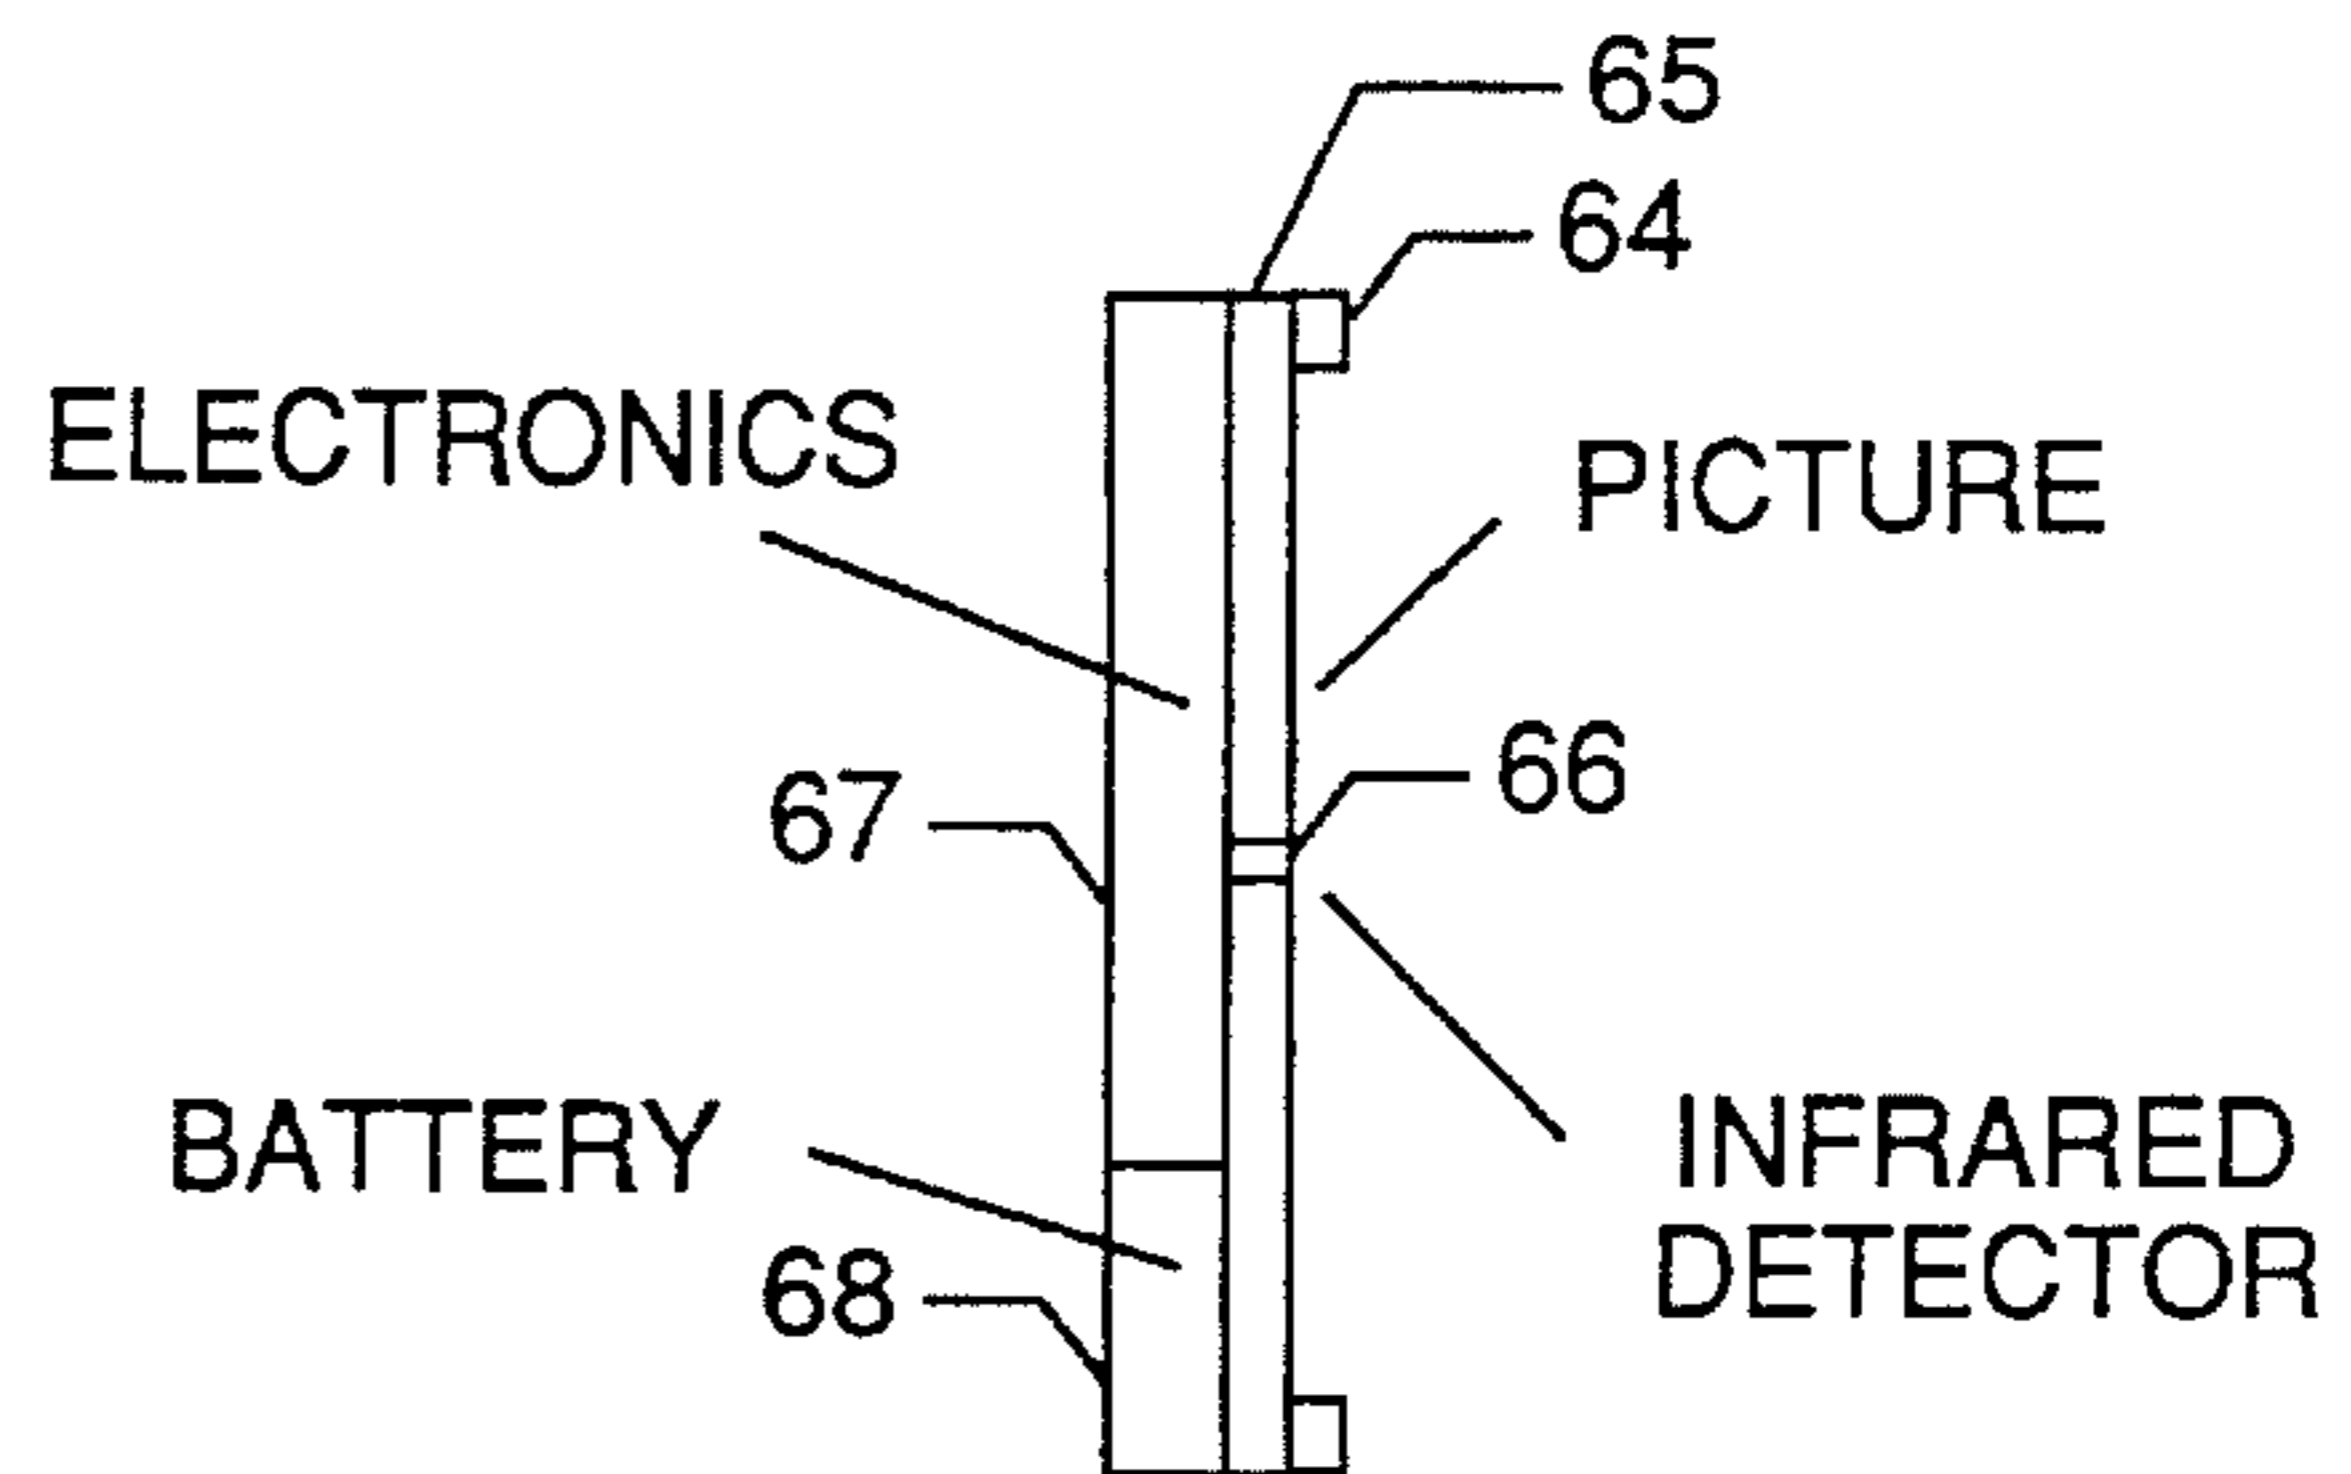 65
64
ELECTRONICS
PICTURE
66
67
BATTERY
INFRARED
DETECTOR
68